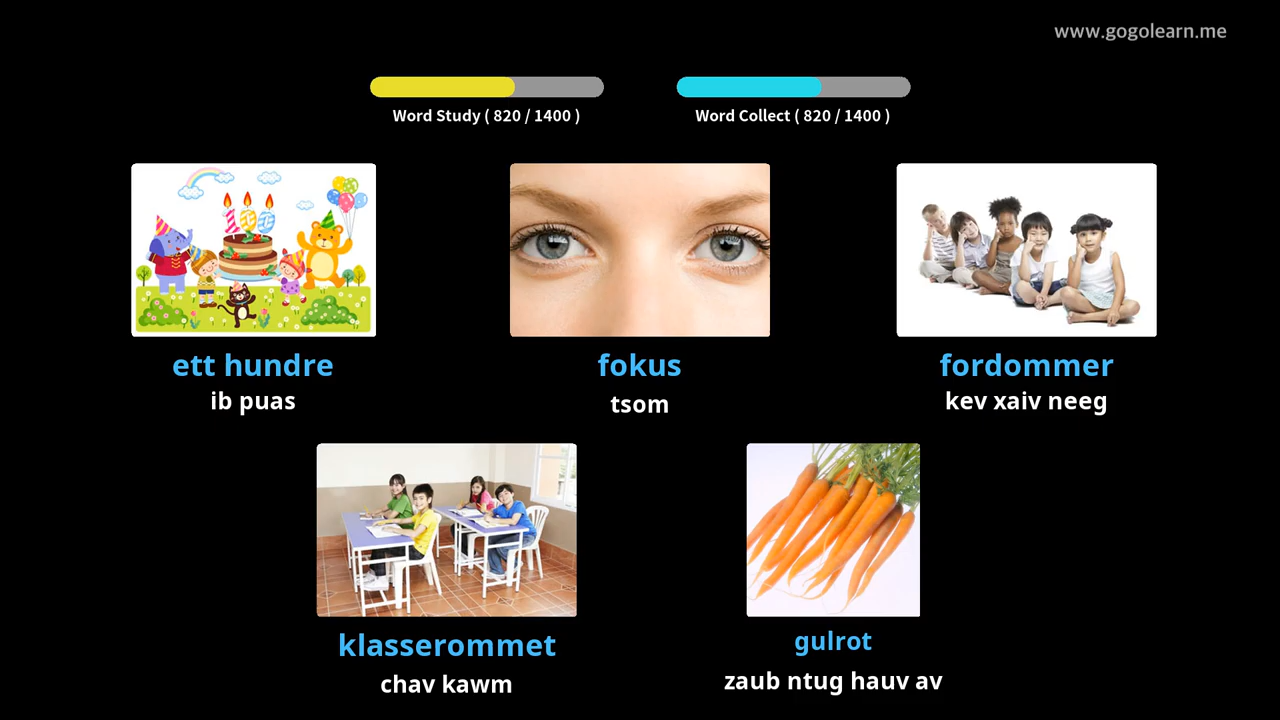 www.gogolearn.me
Word Study ( 820 / 1400 )
Word Collect ( 820 / 1400 )
100
ett hundre
ib puas
fokus
tsom
fordommer
kev xaiv neeg
klasserommet
chav kawm
gulrot
zaub ntug hauv av